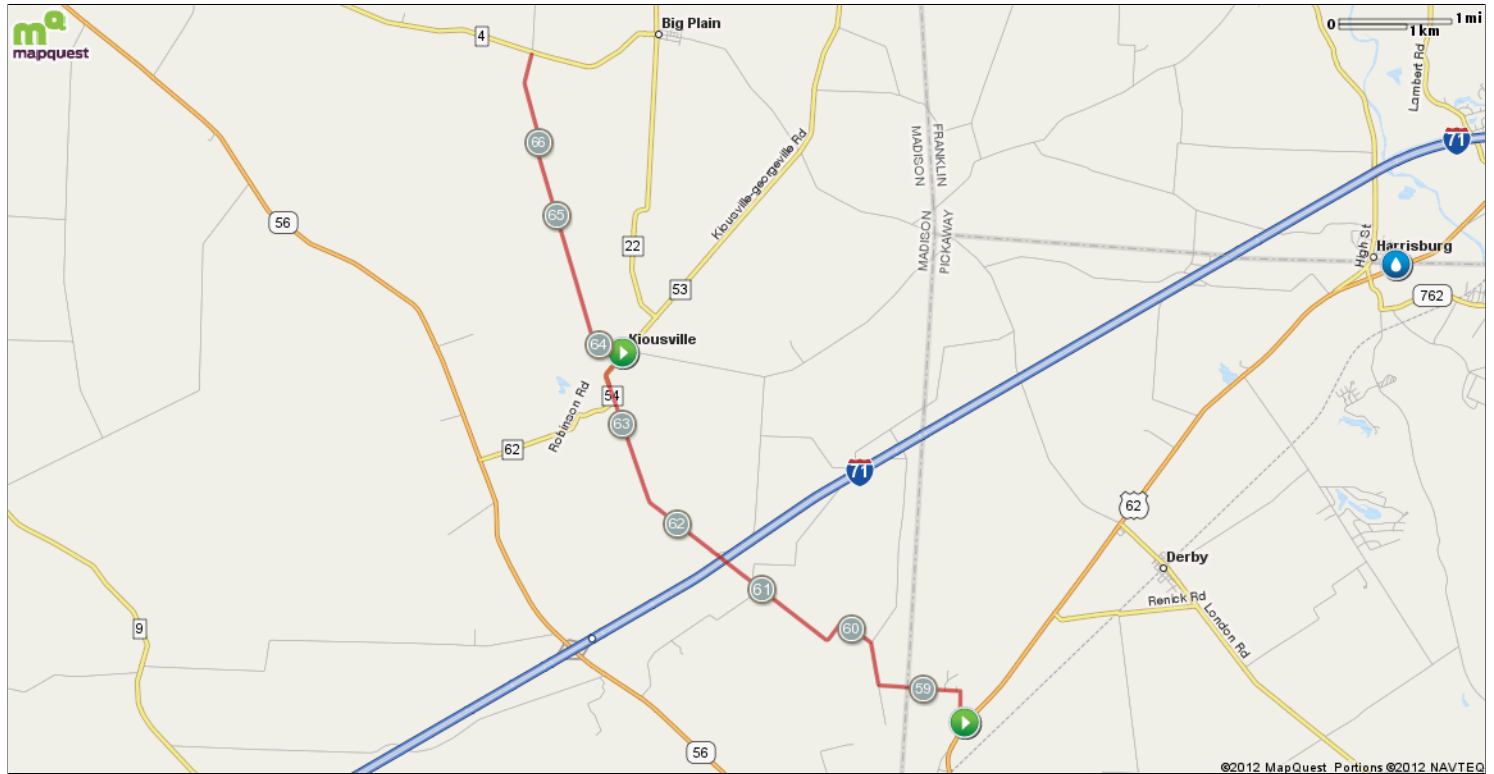 mapquest
4
Big Plain
0 1 mi
1 km
Lambert Rd
71
66
FRANKLIN
MADISON
Kiousville-georgeville Rd
65
56
22
MADISON
PICKAWAY
High St
Harrisburg
53
762
64
Kiousville
54
Robinson Rd
63
62
71
62
62
Derby
61
Renick Rd
London Rd
60
9
59
56
©2012 MapQuest Portions ©2012 NAVTEQ